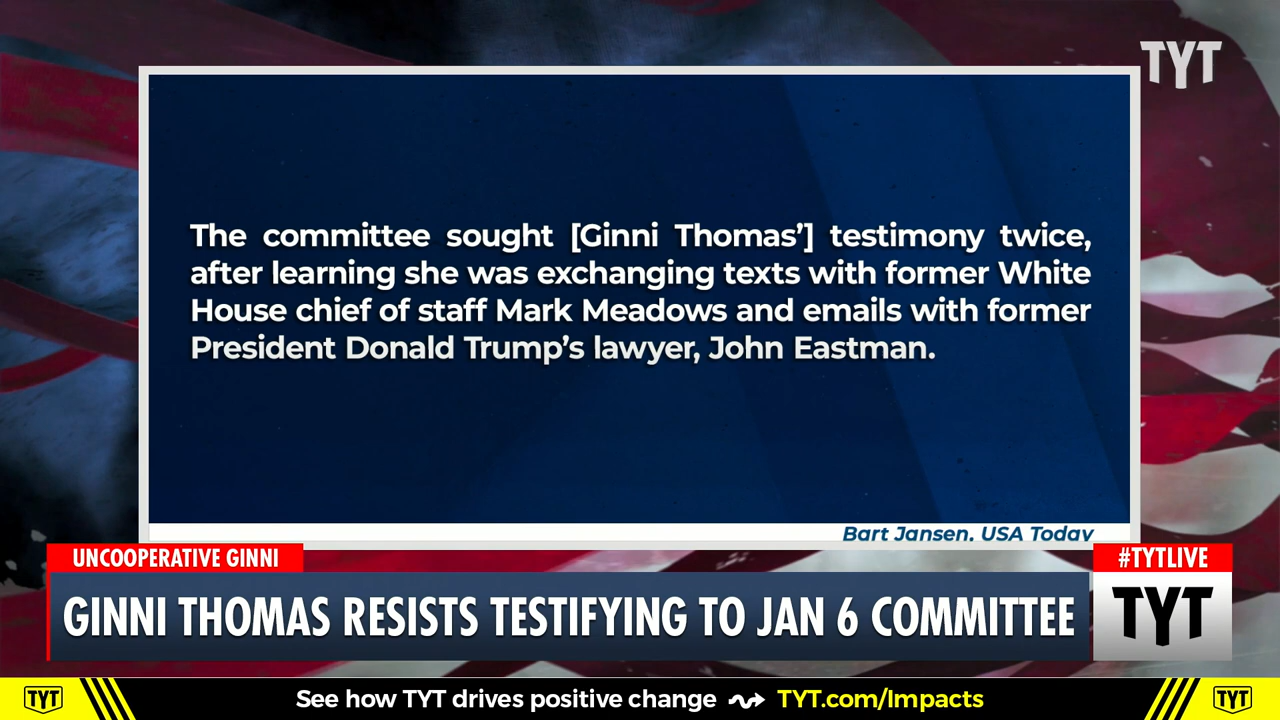 TYT
The committee sought [Ginni Thomas’] testimony twice,
after learning she was exchanging texts with former White
House chief of staff Mark Meadows and emails with former
President Donald Trump’s lawyer, John Eastman.
Bart Jansen, USA Today
UNCOOPERATIVE GINNI
#TYTLIVE
GINNI THOMAS RESISTS TESTIFYING TO JAN 6 COMMITTEE
TYT
TYT
See how TYT drives positive change TYT.com/Impacts
TYT